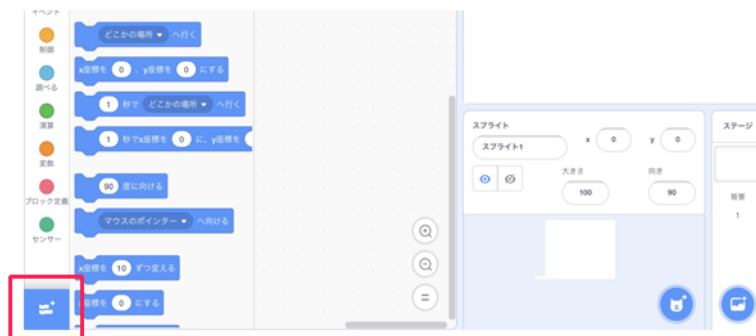 イベント
制御
調べる
演算
変数
ブロック定義
センサー
どこかの場所 へ行く
x座標を 0 、y座標を 0 にする
1 秒で どこかの場所 へ行く
1 秒でx座標を 0 に、y座標を
90 度に向ける
マウスのポインター へ向ける
x座標を 10 ずつ変える
x座標を 0 にする
スプライト
スプライト1
x 0 y 0
大きさ 向き
100 90
ステージ
背景
1